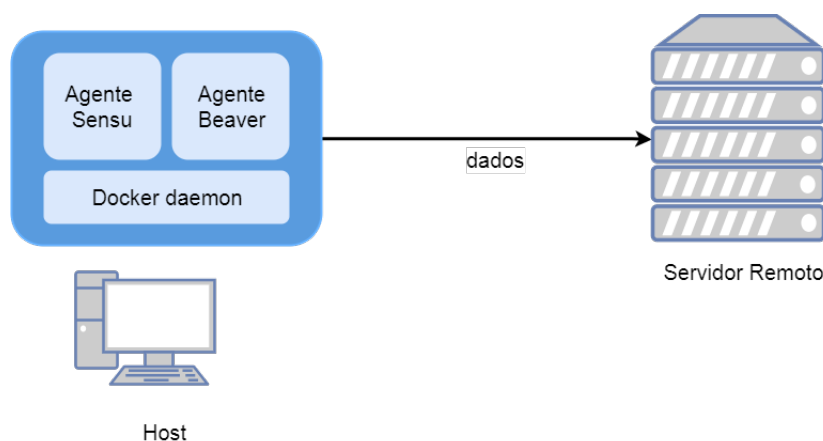 Agente
Sensu
Agente
Beaver
Docker daemon
dados
Servidor Remoto
Host